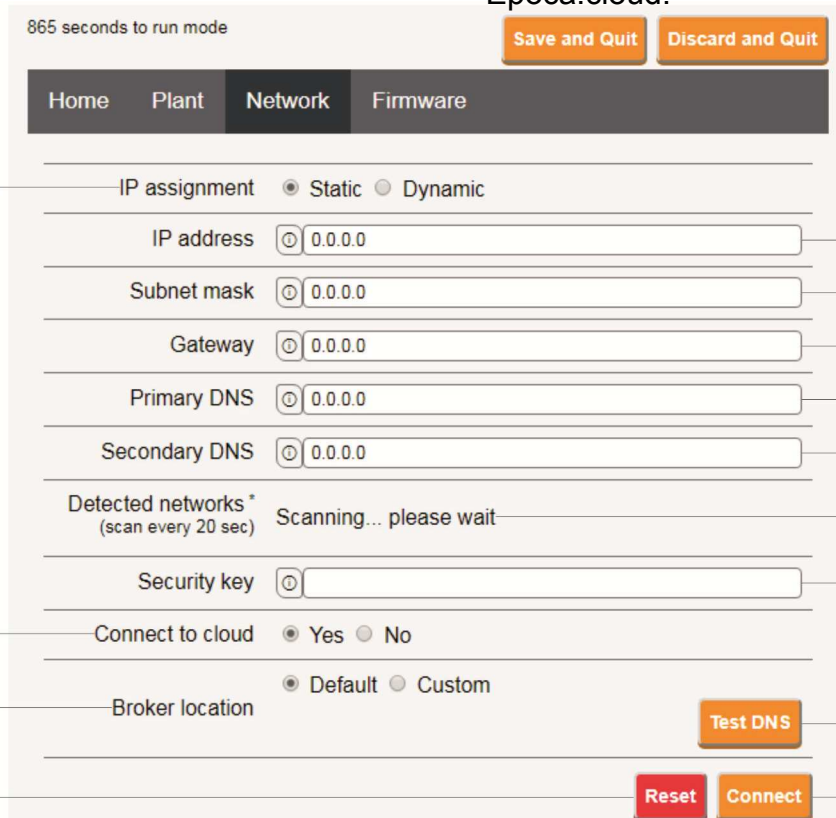 Epoca.cloud.
865 seconds to run mode
Save and Quit Discard and Quit
Home Plant Network Firmware
IP assignment Static Dynamic
IP address 0.0.0.0
Subnet mask 0.0.0.0
Gateway 0.0.0.0
Primary DNS 0.0.0.0
Secondary DNS 0.0.0.0
Detected networks *
(scan every 20 sec) Scanning... please wait
Security key
Connect to cloud Yes No
Default Custom
Broker location
Test DNS
Reset Connect